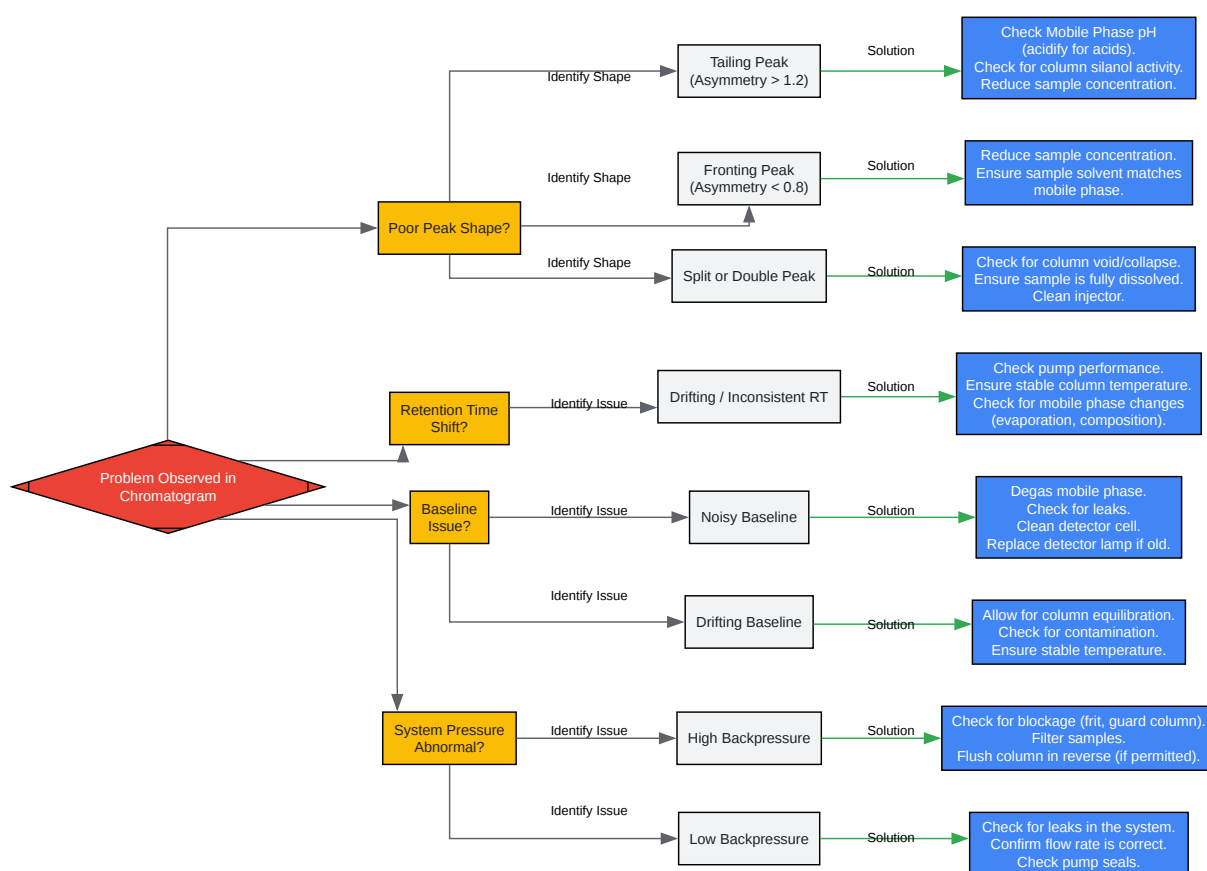 Problem Observed in
Chromatogram
Poor Peak Shape?
Identify Shape
Tailing Peak
(Asymmetry > 1.2)
Solution
Check Mobile Phase pH
(acidify for acids).
Check for column silanol activity.
Reduce sample concentration.
Identify Shape
Fronting Peak
(Asymmetry < 0.8)
Solution
Reduce sample concentration.
Ensure sample solvent matches
mobile phase.
Identify Shape
Split or Double Peak
Solution
Check for column void/collapse.
Ensure sample is fully dissolved.
Clean injector.
Retention Time
Shift?
Identify Issue
Drifting / Inconsistent RT
Solution
Check pump performance.
Ensure stable column temperature.
Check for mobile phase changes
(evaporation, composition).
Baseline
Issue?
Identify Issue
Noisy Baseline
Solution
Degas mobile phase.
Check for leaks.
Clean detector cell.
Replace detector lamp if old.
Identify Issue
Drifting Baseline
Solution
Allow for column equilibration.
Check for contamination.
Ensure stable temperature.
System Pressure
Abnormal?
Identify Issue
High Backpressure
Solution
Check for blockage (frit, guard column).
Filter samples.
Flush column in reverse (if permitted).
Identify Issue
Low Backpressure
Solution
Check for leaks in the system.
Confirm flow rate is correct.
Check pump seals.